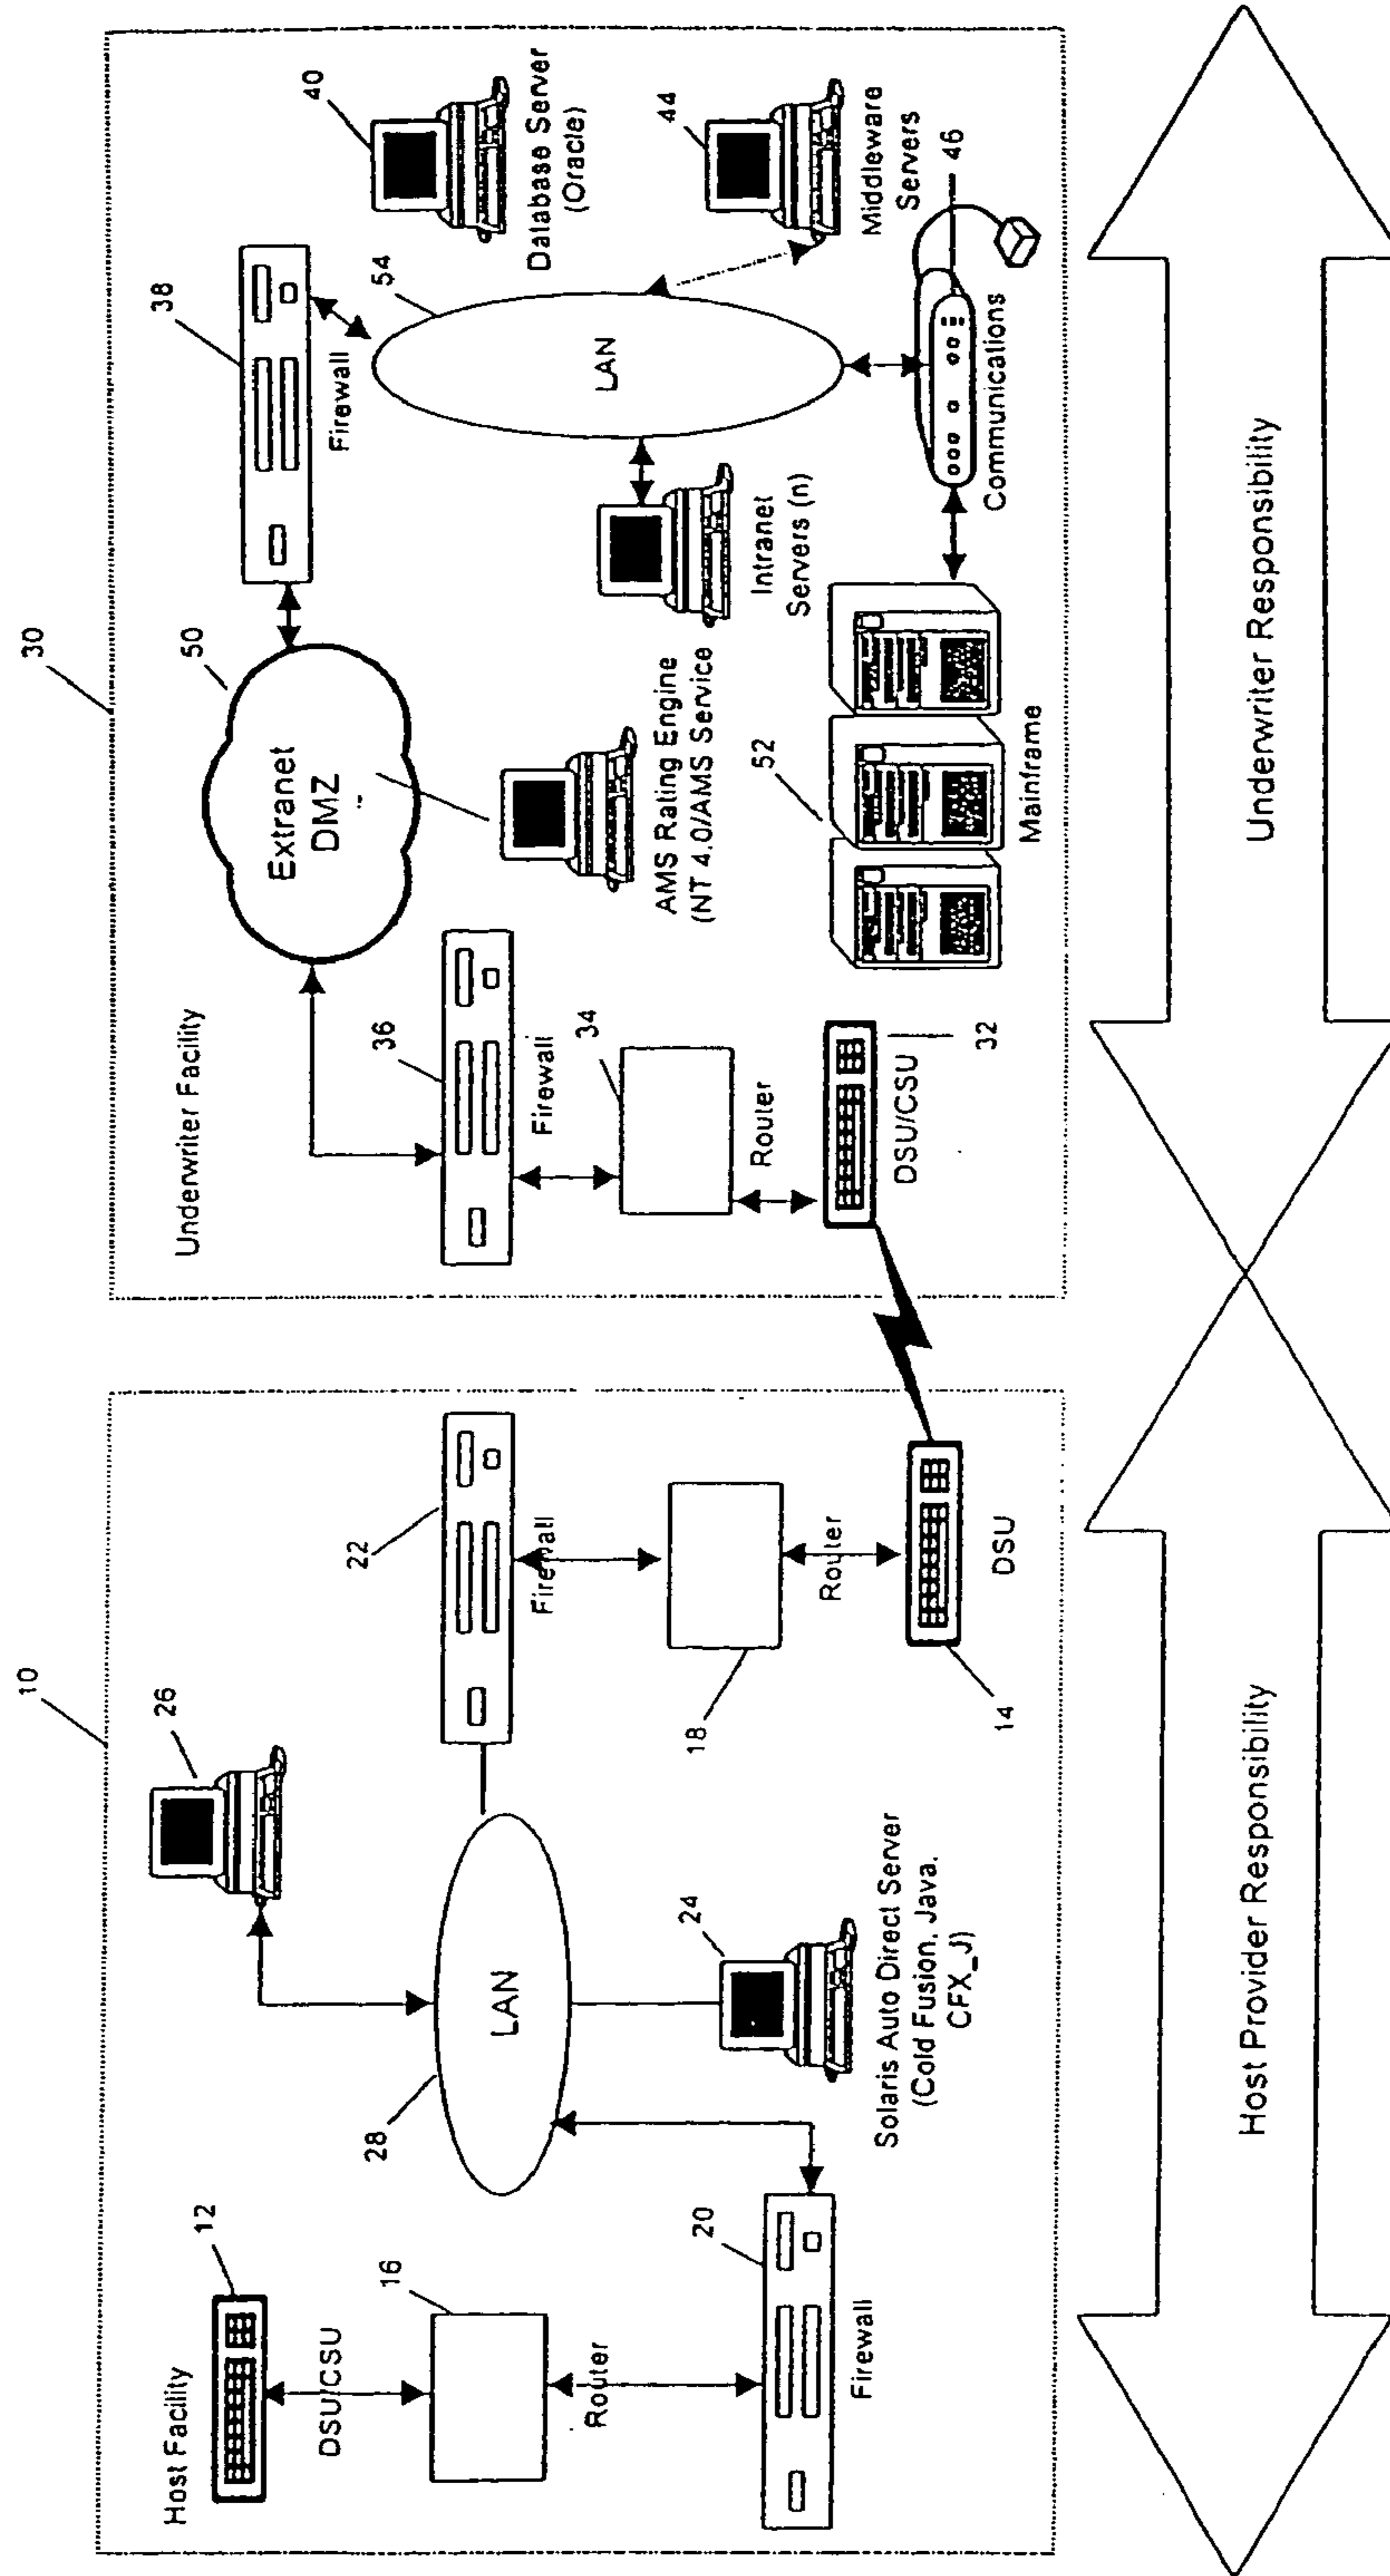 10
Host Facility
12
DSU/CSU
16
Router
20
Firewall
28
LAN
26
24
Solaris Auto Direct Server
(Cold Fusion, Java.
CFX_J)
22
Firewall
18
Router
14
DSU
Host Provider Responsibility
30
Underwriter Facility
36
Firewall
34
Router
32
DSU/CSU
50
Extranet
DMZ
AMS Rating Engine
(NT 4.0/AMS Service
38
Firewall
54
LAN
40
Database Server
(Oracle)
44
Middleware
Servers
46
Communications
Intranet
Servers (n)
52
Mainframe
Underwriter Responsibility